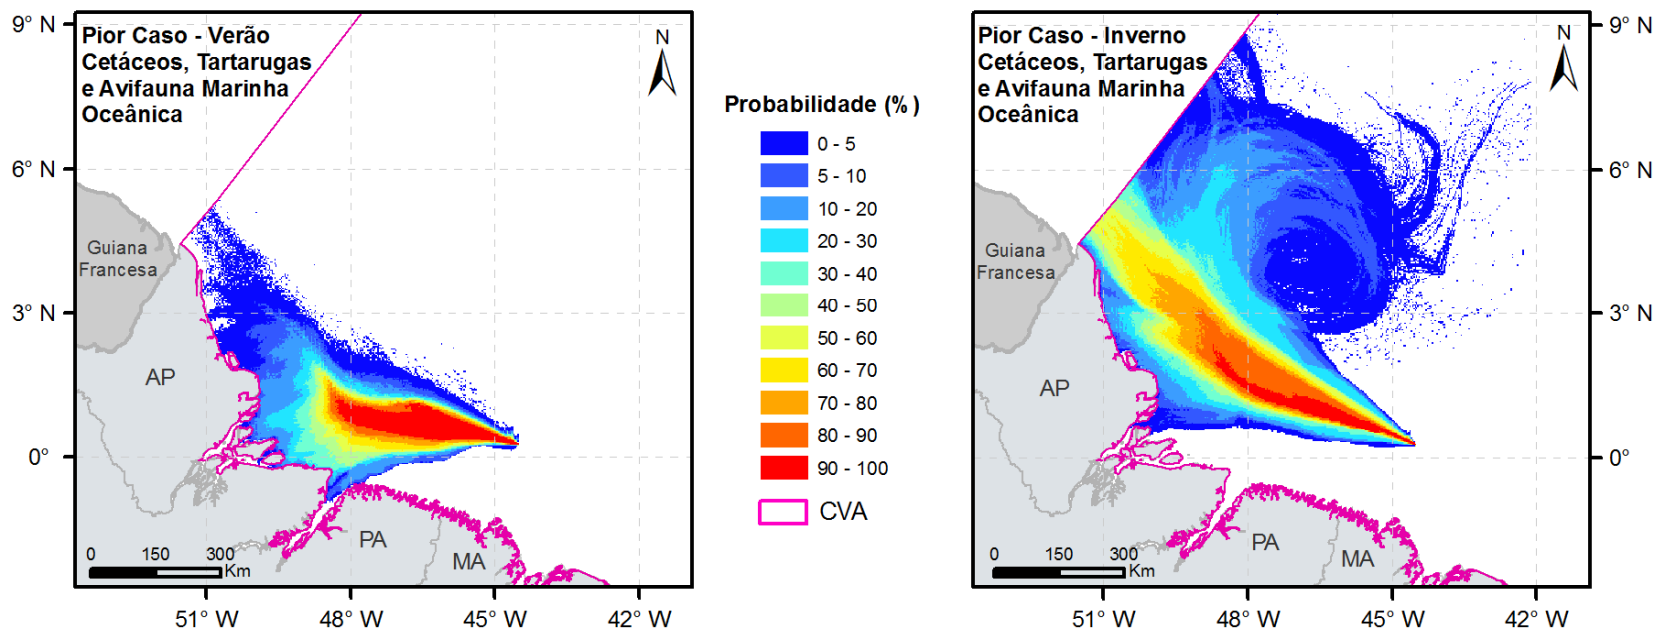 Pior Caso - Verão
Cetáceos, Tartarugas
e Avifauna Marinha
Oceânica
N
9° N
6° N
3° N
0°
Guiana
Francesa
AP
PA
MA
0 150 300
Km
51° W 48° W 45° W 42° W
Probabilidade (%)
0 - 5
5 - 10
10 - 20
20 - 30
30 - 40
40 - 50
50 - 60
60 - 70
70 - 80
80 - 90
90 - 100
CVA
Pior Caso - Inverno
Cetáceos, Tartarugas
e Avifauna Marinha
Oceânica
N
9° N
6° N
3° N
0°
Guiana
Francesa
AP
PA
MA
0 150 300
Km
51° W 48° W 45° W 42° W